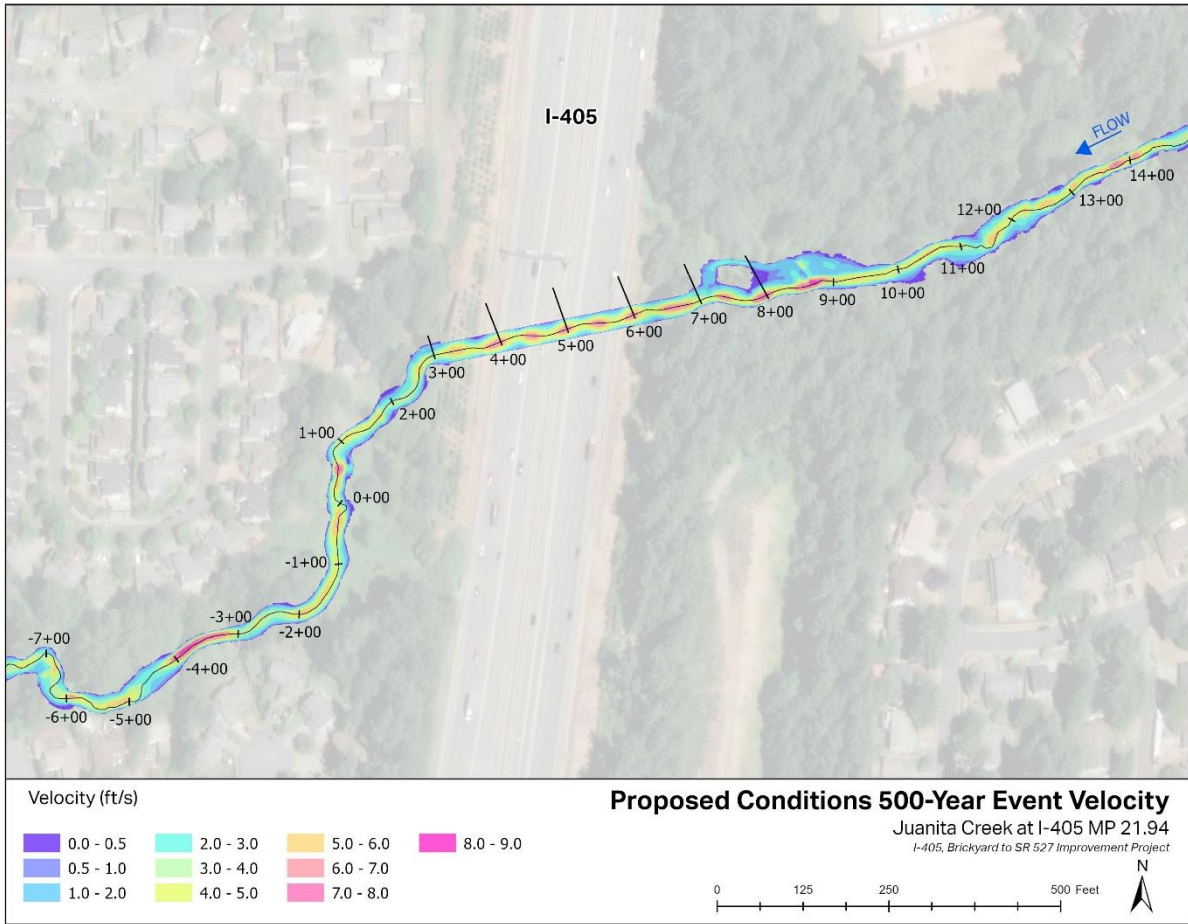 I-405
FLOW
14+00
13+00
12+00
11+00
10+00
9+00
8+00
7+00
6+00
5+00
4+00
3+00
2+00
1+00
0+00
-1+00
-2+00
-3+00
-4+00
-5+00
-6+00
-7+00
Velocity (ft/s)
0.0 - 0.5
0.5 - 1.0
1.0 - 2.0
2.0 - 3.0
3.0 - 4.0
4.0 - 5.0
5.0 - 6.0
6.0 - 7.0
7.0 - 8.0
8.0 - 9.0
Proposed Conditions 500-Year Event Velocity
Juanita Creek at I-405 MP 21.94
I-405, Brickyard to SR 527 Improvement Project
N
0 125 250 500 Feet